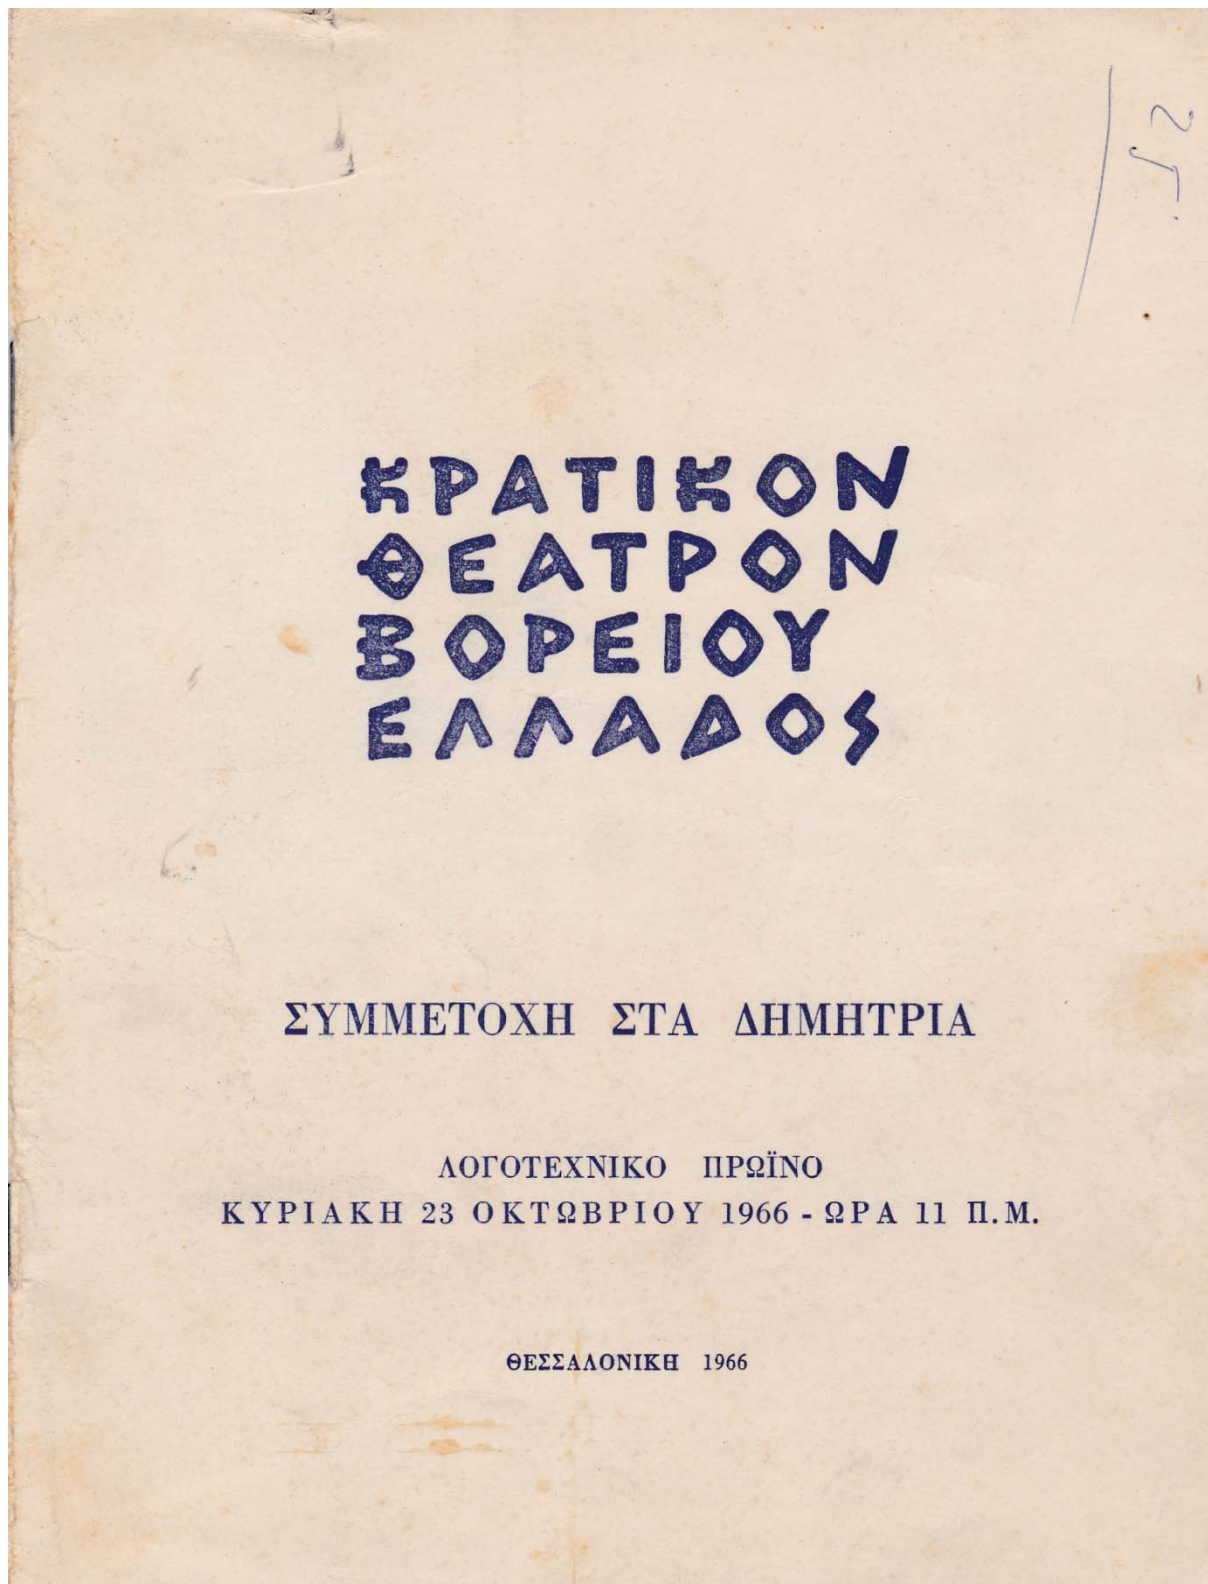 ΚΡΑΤΙΚΟΝ
ΘΕΑΤΡΟΝ
ΒΟΡΕΙΟΥ
ΕΛΛΑΔΟΣ
ΣΥΜΜΕΤΟΧΗ ΣΤΑ ΔΗΜΗΤΡΙΑ
ΛΟΓΟΤΕΧΝΙΚΟ ΠΡΩΪΝΟ
ΚΥΡΙΑΚΗ 23 ΟΚΤΩΒΡΙΟΥ 1966 - ΩΡΑ 11 Π.Μ.
ΘΕΣΣΑΛΟΝΙΚΗ 1966